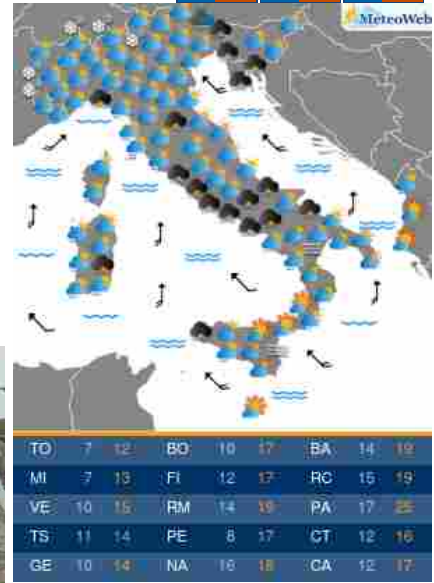 MeteoWeb
TO 7 12 BO 10 17 BA 14 19
MI 7 13 FI 12 17 RC 15 19
VE 10 15 RM 14 19 PA 17 25
TS 11 14 PE 8 17 CT 12 16
GE 10 14 NA 16 18 CA 12 17